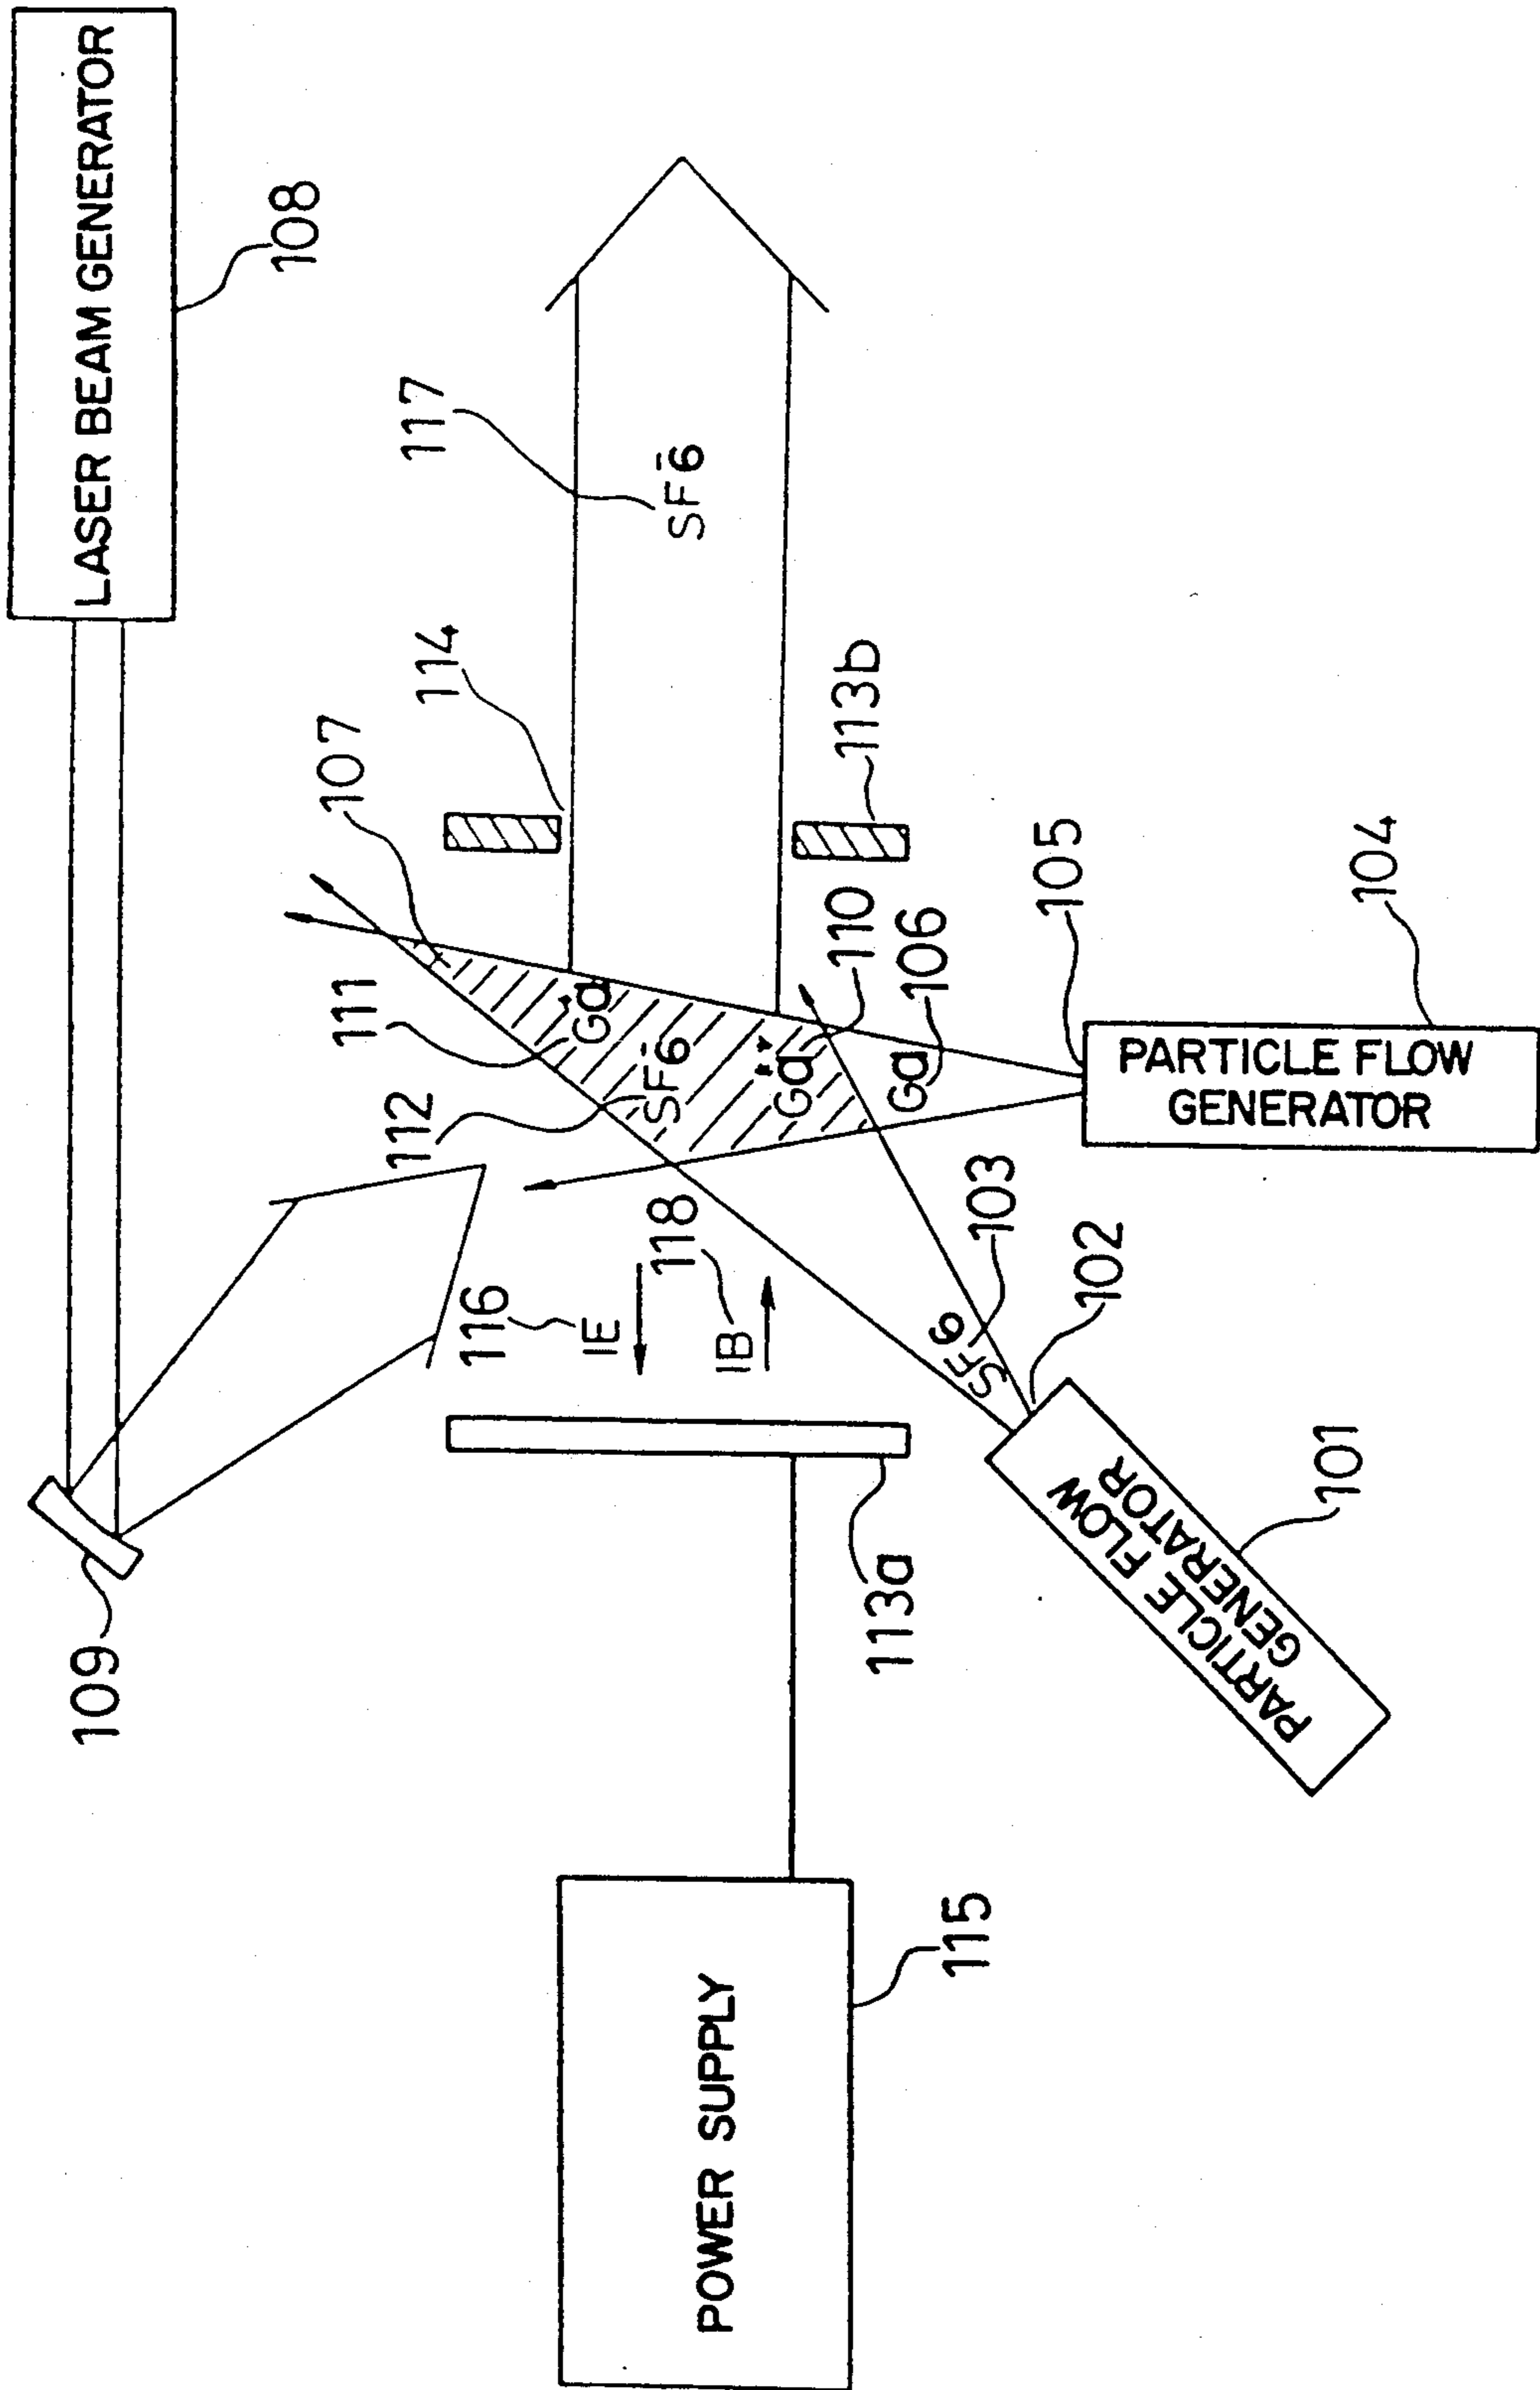 LASER BEAM GENERATOR
109
108
107
111
112
117
114
116
Ga*
IE
118
SF6⁻
SF6⁻
POWER SUPPLY
IB
Ga**
110
113b
113a
Ga
106
SF6
115
103
105
102
PARTICLE FLOW
GENERATOR
PARTICLE FLOW
GENERATOR
101
104